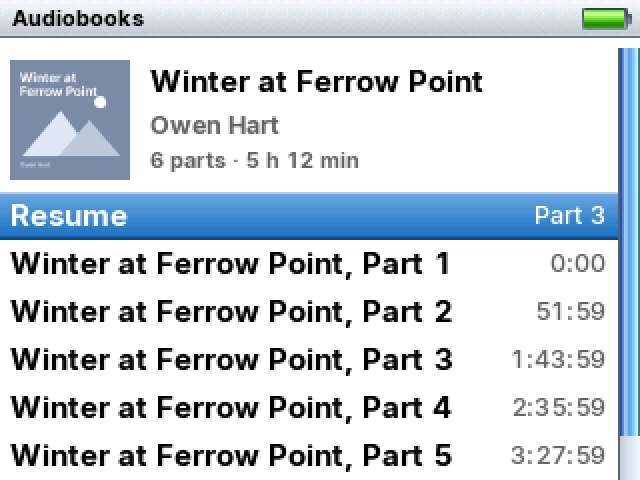 Audiobooks
Winter at
Ferrow Point
Owen Hart
Winter at Ferrow Point
Owen Hart
6 parts · 5 h 12 min
Resume Part 3
Winter at Ferrow Point, Part 1 0:00
Winter at Ferrow Point, Part 2 51:59
Winter at Ferrow Point, Part 3 1:43:59
Winter at Ferrow Point, Part 4 2:35:59
Winter at Ferrow Point, Part 5 3:27:59